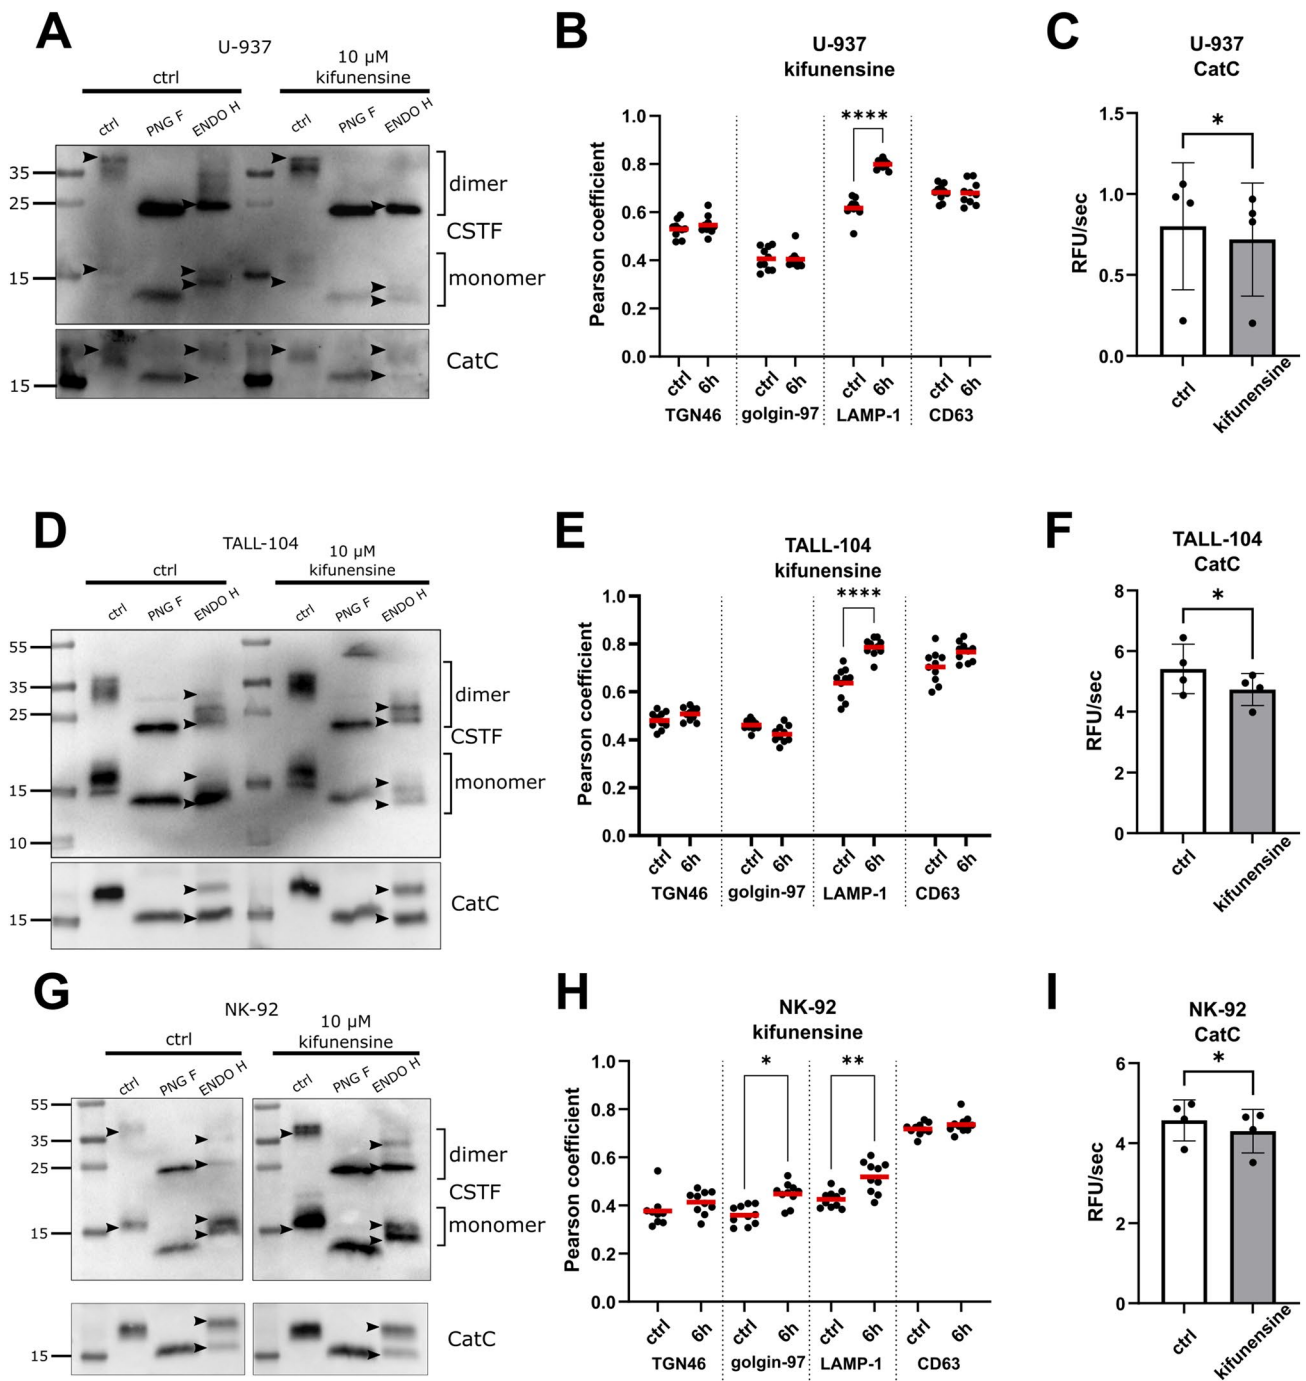 A
U-937
ctrl
10 µM
kifunensine
ctrl
PNG F
ENDO H
ctrl
PNG F
ENDO H
35
25
15
dimer
CSTF
monomer
15
CatC
B
U-937
kifunensine
****
Pearson coefficient
1.0
0.8
0.6
0.4
0.2
0.0
ctrl
6h
ctrl
6h
ctrl
6h
ctrl
6h
TGN46
golgin-97
LAMP-1
CD63
C
U-937
CatC
*
RFU/sec
1.5
1.0
0.5
0.0
ctrl
kifunensine
D
TALL-104
ctrl
10 µM
kifunensine
ctrl
PNG F
ENDO H
ctrl
PNG F
ENDO H
55
35
25
15
10
dimer
CSTF
monomer
15
CatC
E
TALL-104
kifunensine
****
Pearson coefficient
1.0
0.8
0.6
0.4
0.2
0.0
ctrl
6h
ctrl
6h
ctrl
6h
ctrl
6h
TGN46
golgin-97
LAMP-1
CD63
F
TALL-104
CatC
*
RFU/sec
8
6
4
2
0
ctrl
kifunensine
G
NK-92
ctrl
10 µM
kifunensine
ctrl
PNG F
ENDO H
ctrl
PNG F
ENDO H
55
35
25
15
dimer
CSTF
monomer
15
CatC
H
NK-92
kifunensine
*
**
Pearson coefficient
1.0
0.8
0.6
0.4
0.2
0.0
ctrl
6h
ctrl
6h
ctrl
6h
ctrl
6h
TGN46
golgin-97
LAMP-1
CD63
I
NK-92
CatC
*
RFU/sec
6
4
2
0
ctrl
kifunensine